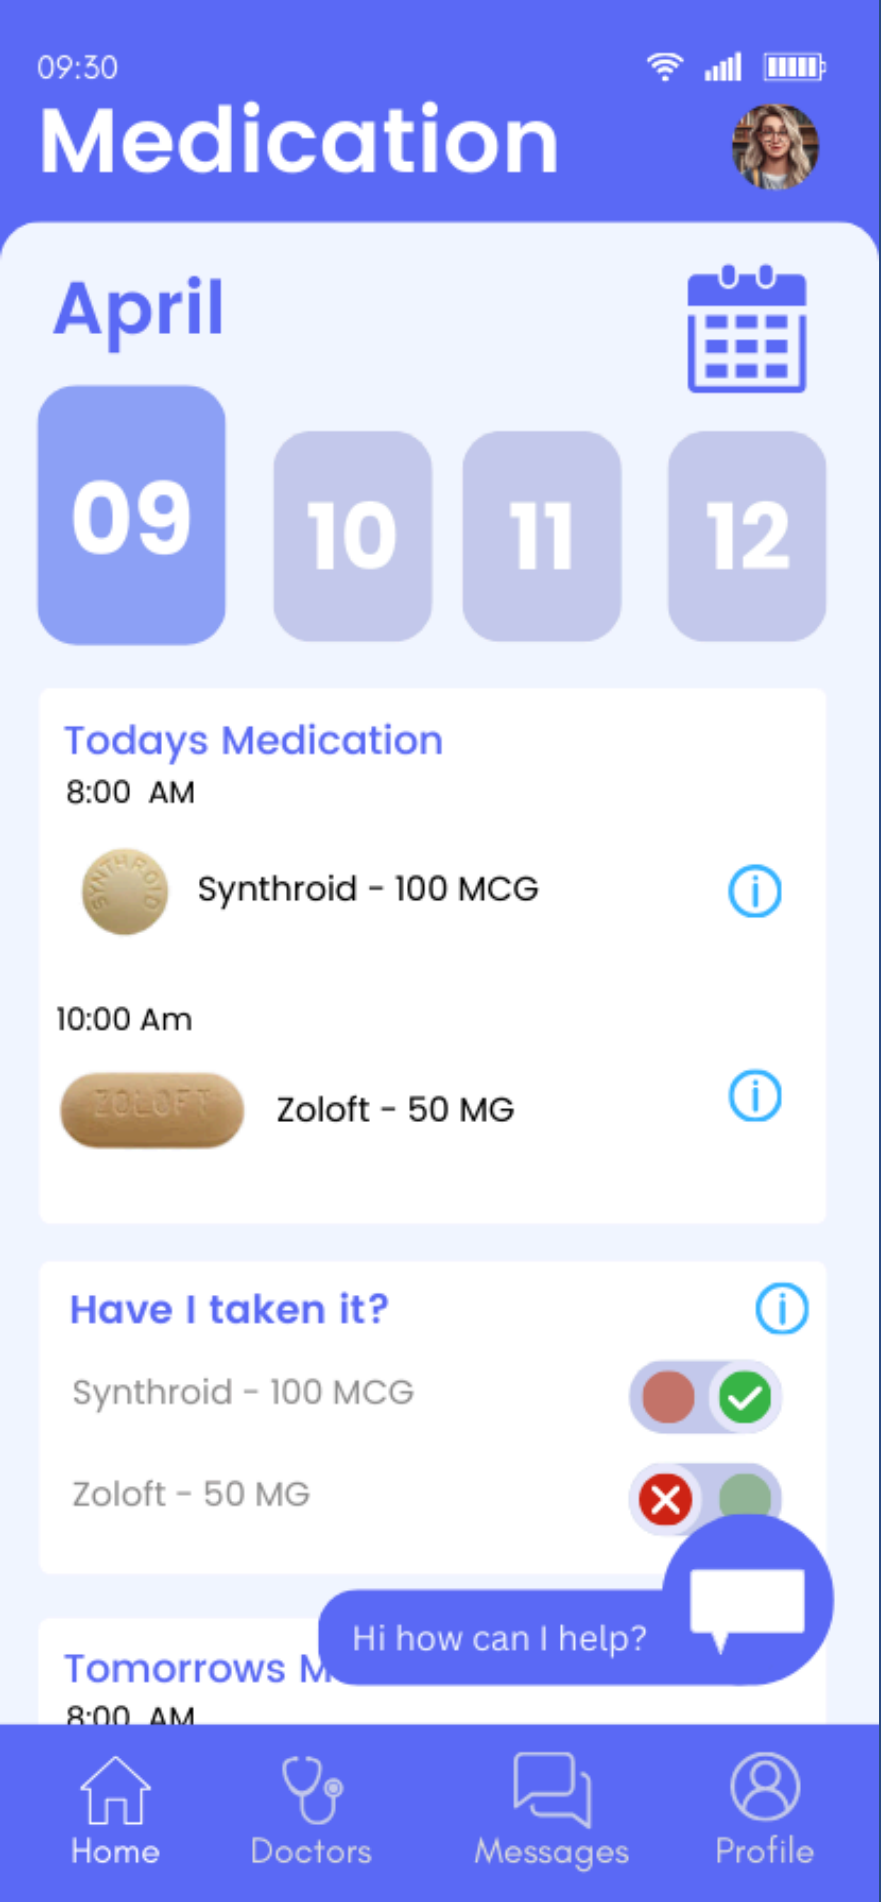 09:30
Medication
April
09 10 11 12
Todays Medication
8:00 AM
SYNTHROID
Synthroid - 100 MCG
10:00 Am
ZOLOFT
Zoloft - 50 MG
Have I taken it?
Synthroid - 100 MCG
Zoloft - 50 MG
Hi how can I help?
Tomorrows M
8:00 AM
Home Doctors Messages Profile